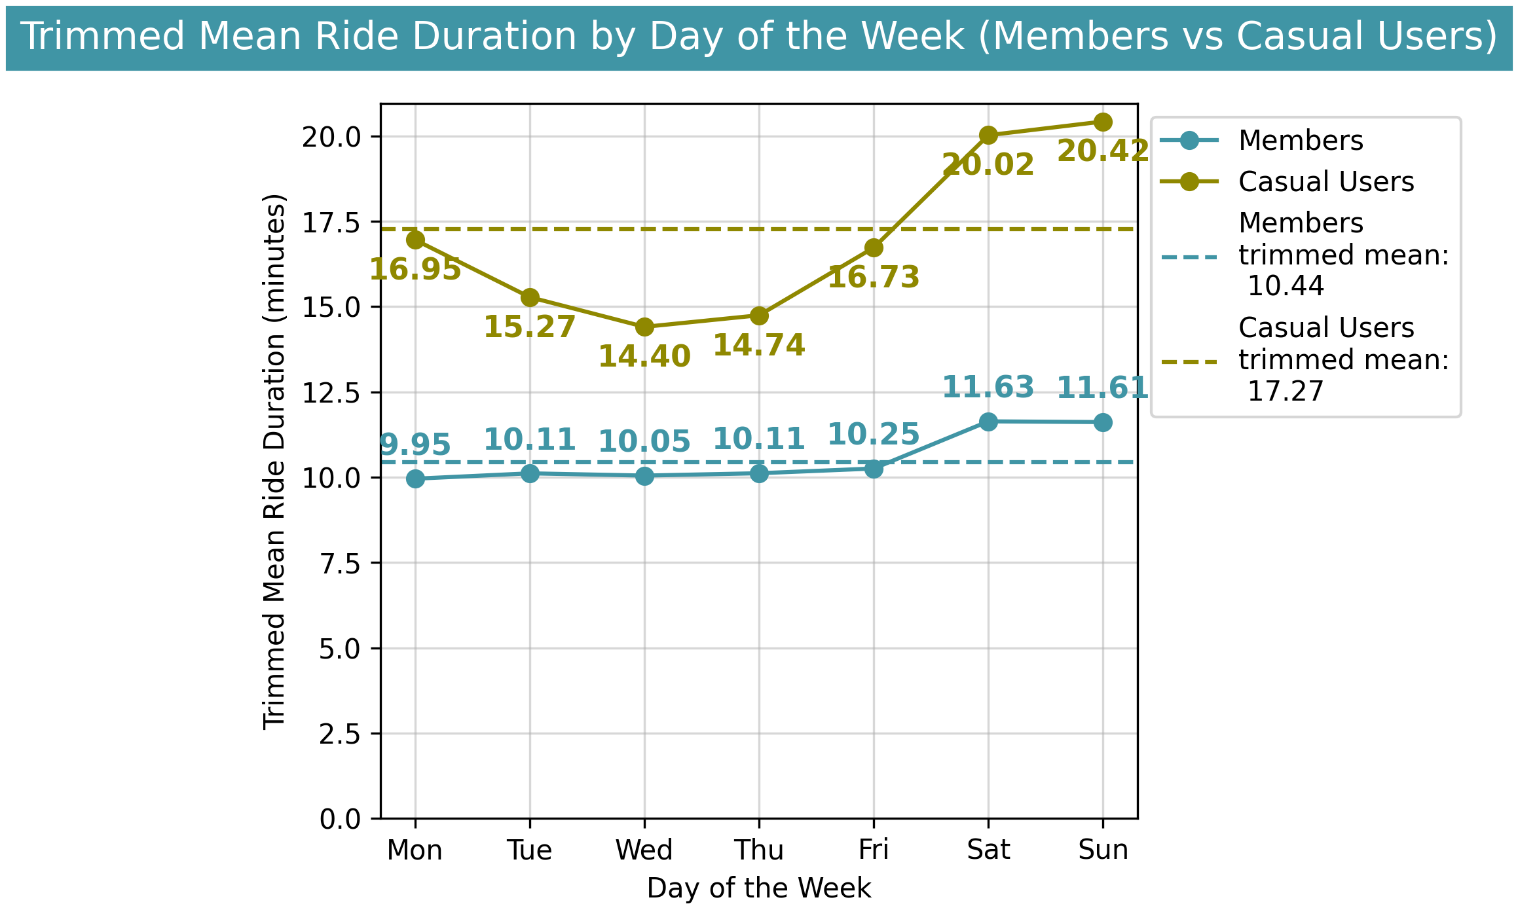 Trimmed Mean Ride Duration by Day of the Week (Members vs Casual Users)
Trimmed Mean Ride Duration (minutes)
20.0
17.5
15.0
12.5
10.0
7.5
5.0
2.5
0.0
16.95
15.27
14.40
14.74
16.73
20.02
20.42
9.95
10.11
10.05
10.11
10.25
11.63
11.61
Mon
Tue
Wed
Thu
Fri
Sat
Sun
Day of the Week
Members
Casual Users
Members
trimmed mean:
10.44
Casual Users
trimmed mean:
17.27